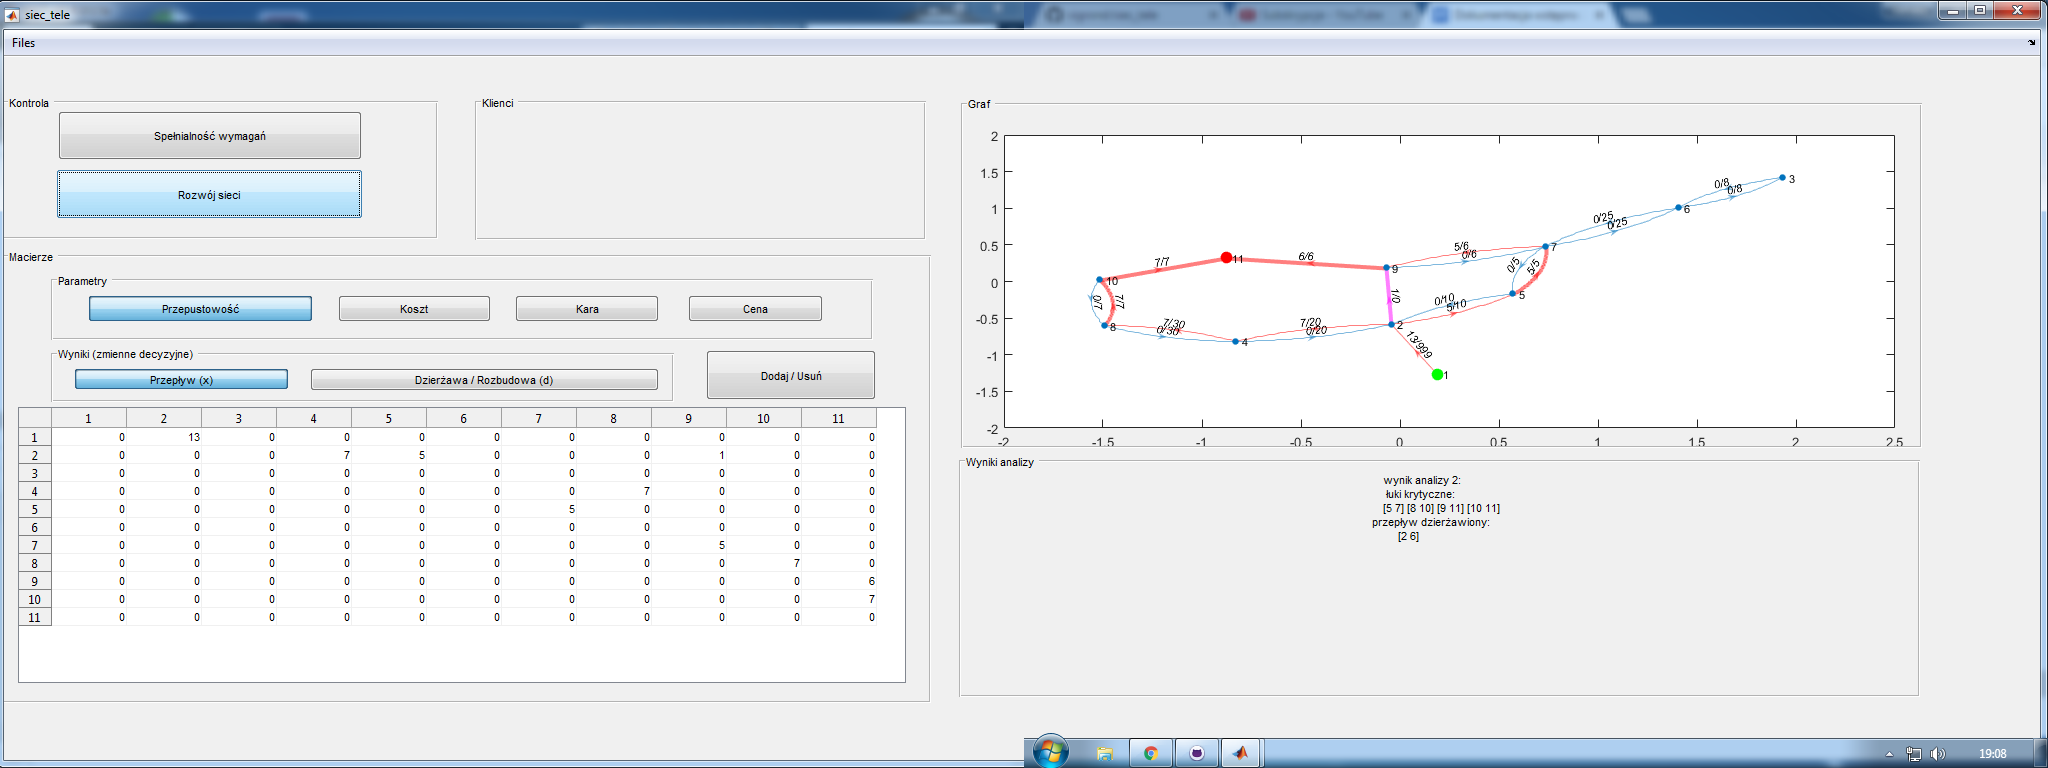 siec_tele
Files
Kontrola
Spełnialność wymagań
Rozwój sieci
Klienci
Macierze
Parametry
Przepustowość Koszt Kara Cena
Wyniki (zmienne decyzyjne)
Przepływ (x) Dzierżawa / Rozbudowa (d)
Dodaj / Usuń
1 2 3 4 5 6 7 8 9 10 11
1 0 13 0 0 0 0 0 0 0 0 0
2 0 0 0 7 5 0 0 0 1 0 0
3 0 0 0 0 0 0 0 0 0 0 0
4 0 0 0 0 0 0 0 7 0 0 0
5 0 0 0 0 0 0 5 0 0 0 0
6 0 0 0 0 0 0 0 0 0 0 0
7 0 0 0 0 0 0 0 0 5 0 0
8 0 0 0 0 0 0 0 0 0 7 0
9 0 0 0 0 0 0 0 0 0 0 6
10 0 0 0 0 0 0 0 0 0 0 7
11 0 0 0 0 0 0 0 0 0 0 0
Graf
2
1.5
1
0.5
0
-0.5
-1
-1.5
-2
-2 -1.5 -1 -0.5 0 0.5 1 1.5 2 2.5
0/8 0/8 3
6
0/25 0/25
5/6 0/6 7
7/7 11 6/6 9
0/5 5/5
10
0/7 7/7
1/0
0/10 5/10 5
8 7/30 0/30 4 7/20 0/20 2
13/999
1
Wyniki analizy
wynik analizy 2:
łuki krytyczne:
[5 7] [8 10] [9 11] [10 11]
przepływ dzierżawiony:
[2 6]
19:08